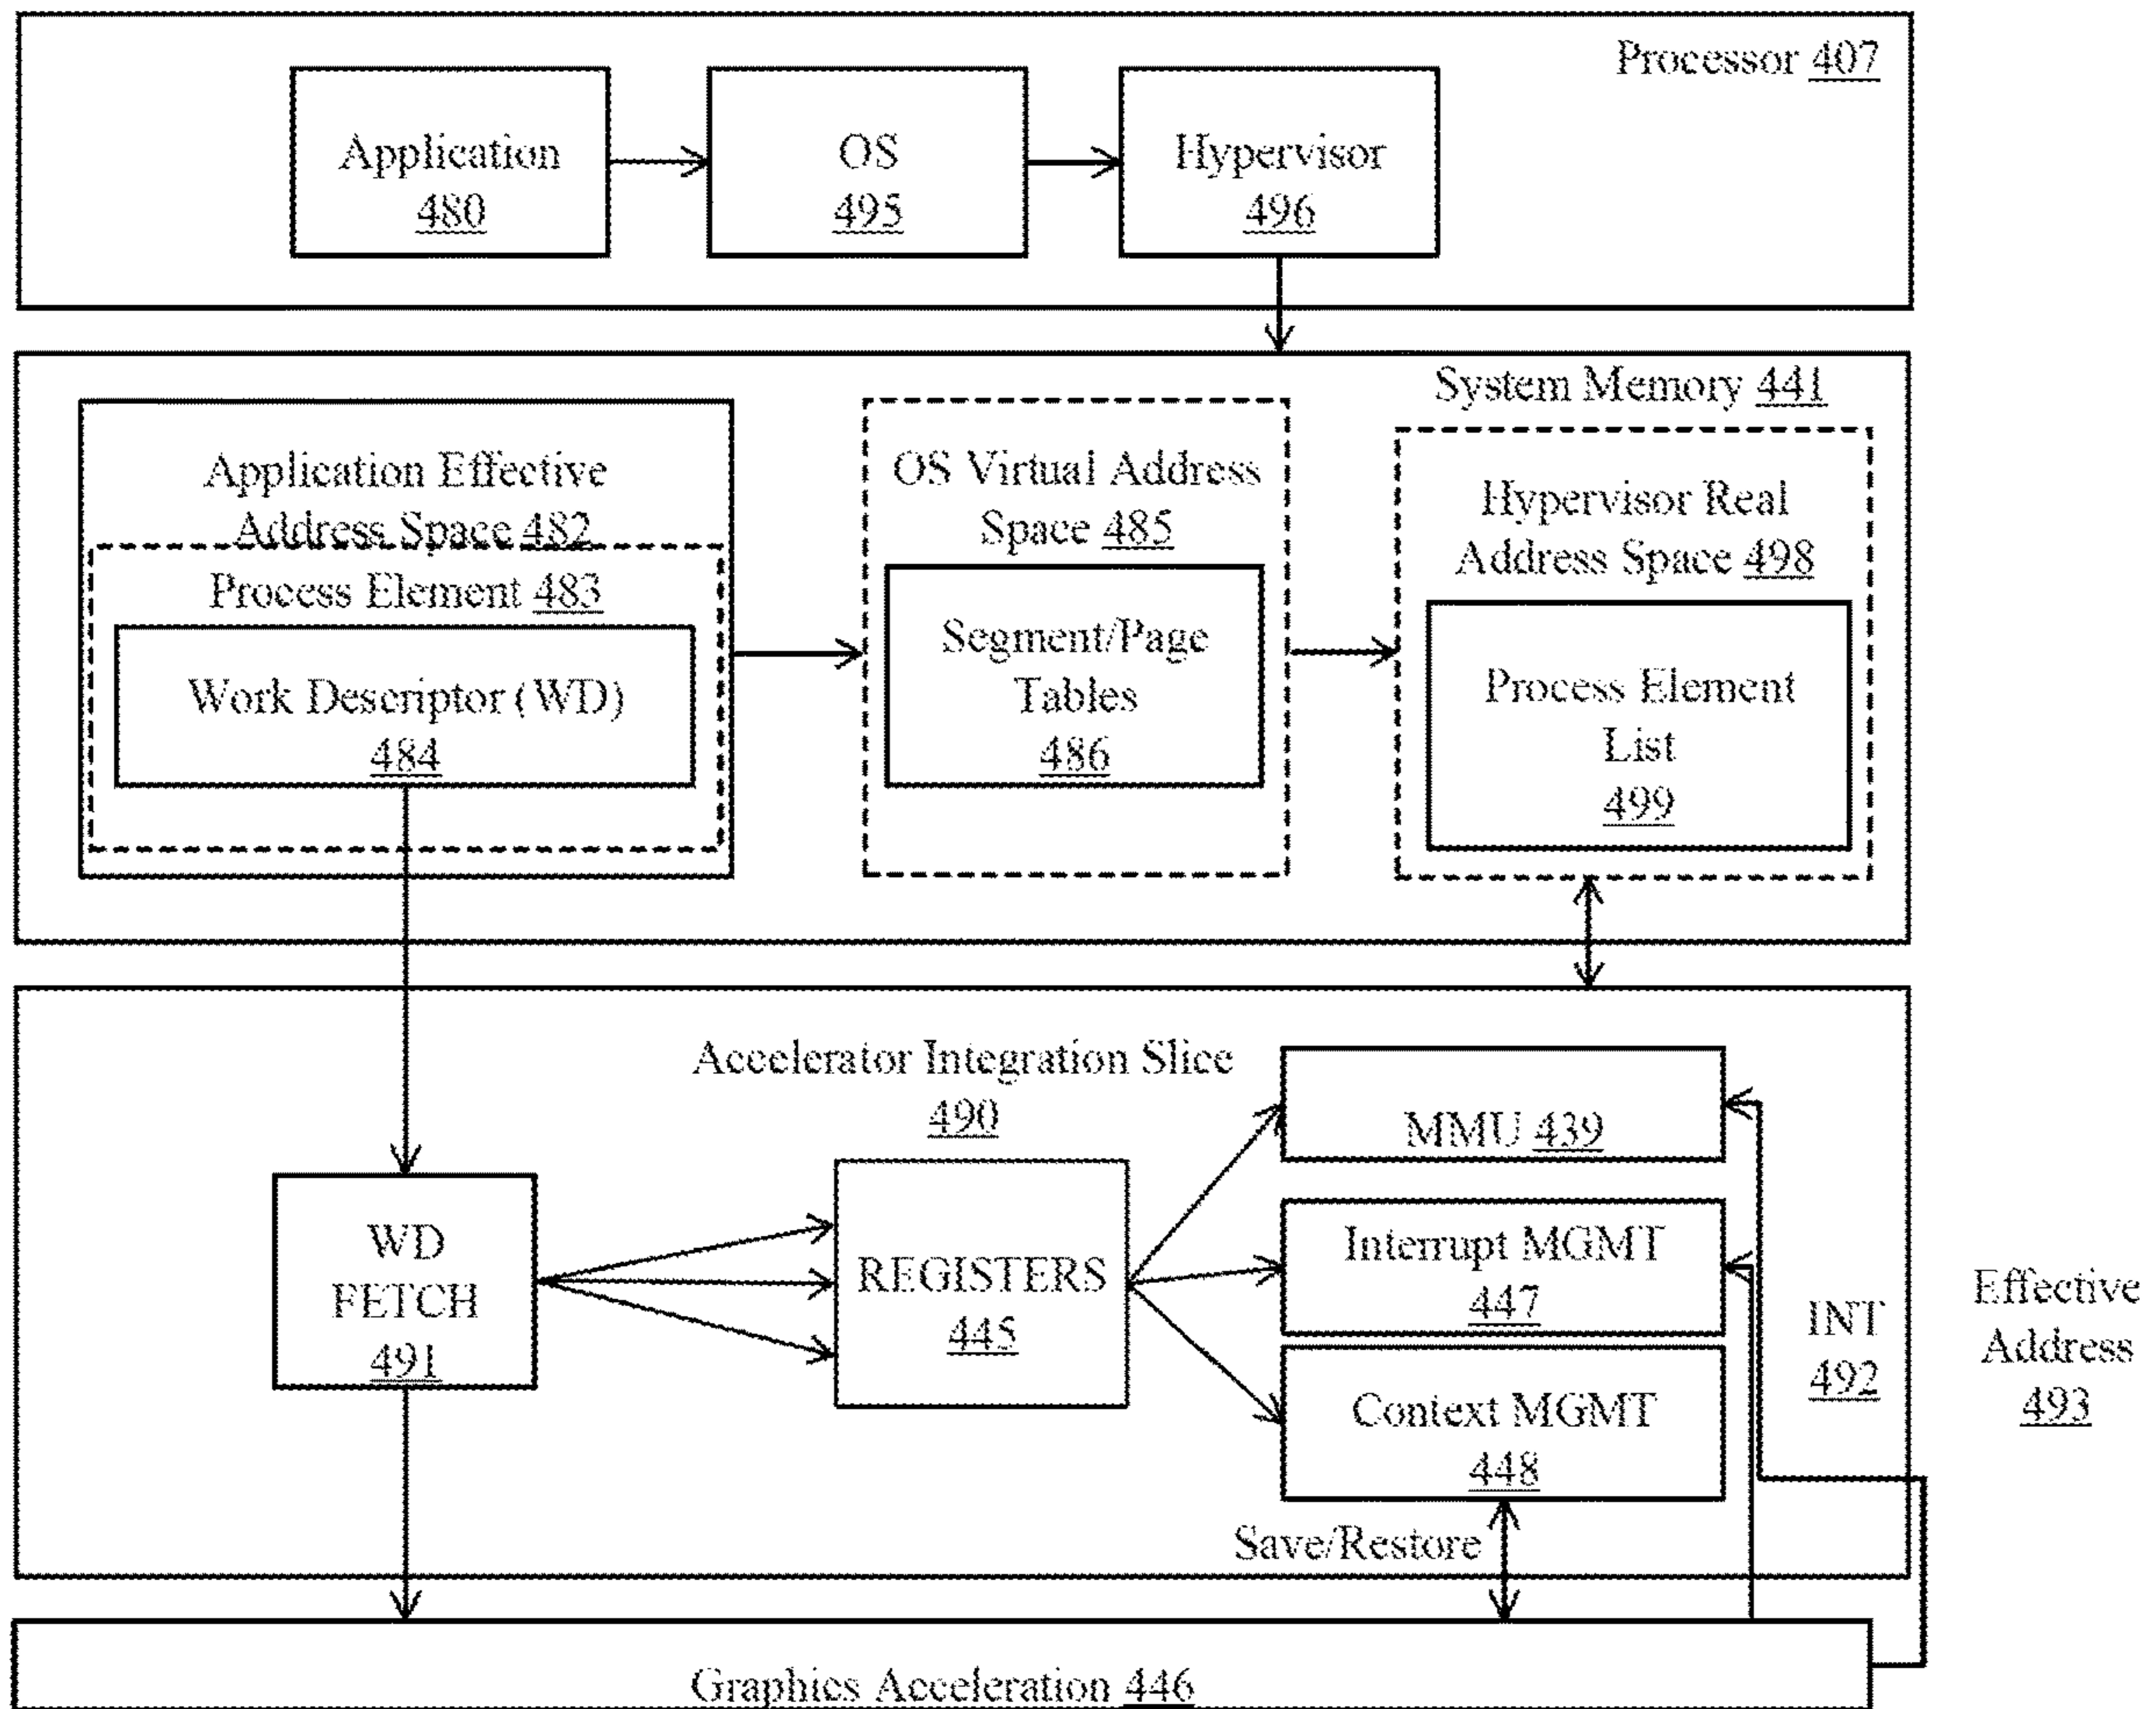 Processor 407
Application
480
OS
495
Hypervisor
496
System Memory 441
Application Effective
Address Space 482
Process Element 483
Work Descriptor (WD)
484
OS Virtual Address
Space 485
Segment/Page
Tables
486
Hypervisor Real
Address Space 498
Process Element
List
499
Accelerator Integration Slice
490
WD
FETCH
491
REGISTERS
445
MMU 439
Interrupt MGMT
447
Context MGMT
448
INT
492
Effective
Address
493
Save/Restore
Graphics Acceleration 446